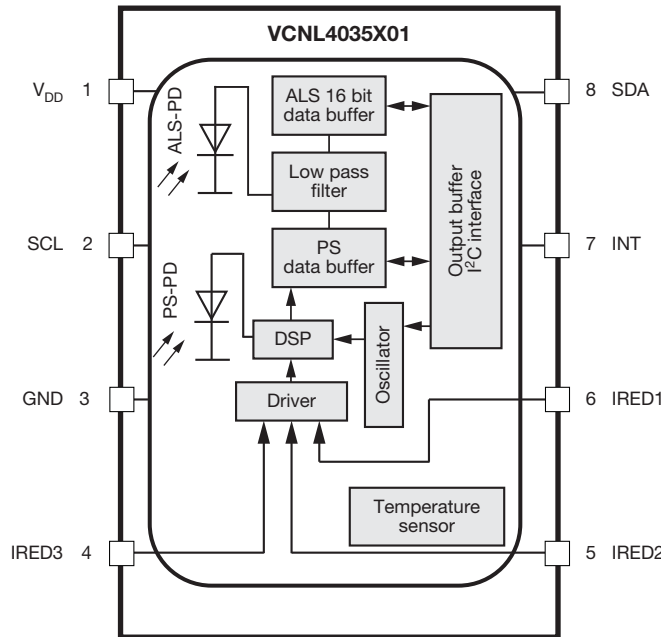 VCNL4035X01
V_DD 1
8 SDA
ALS-PD
ALS 16 bit
data buffer
Low pass
filter
Output buffer
I²C interface
SCL 2
7 INT
PS-PD
PS
data buffer
DSP
Oscillator
GND 3
Driver
6 IRED1
Temperature
sensor
IRED3 4
5 IRED2